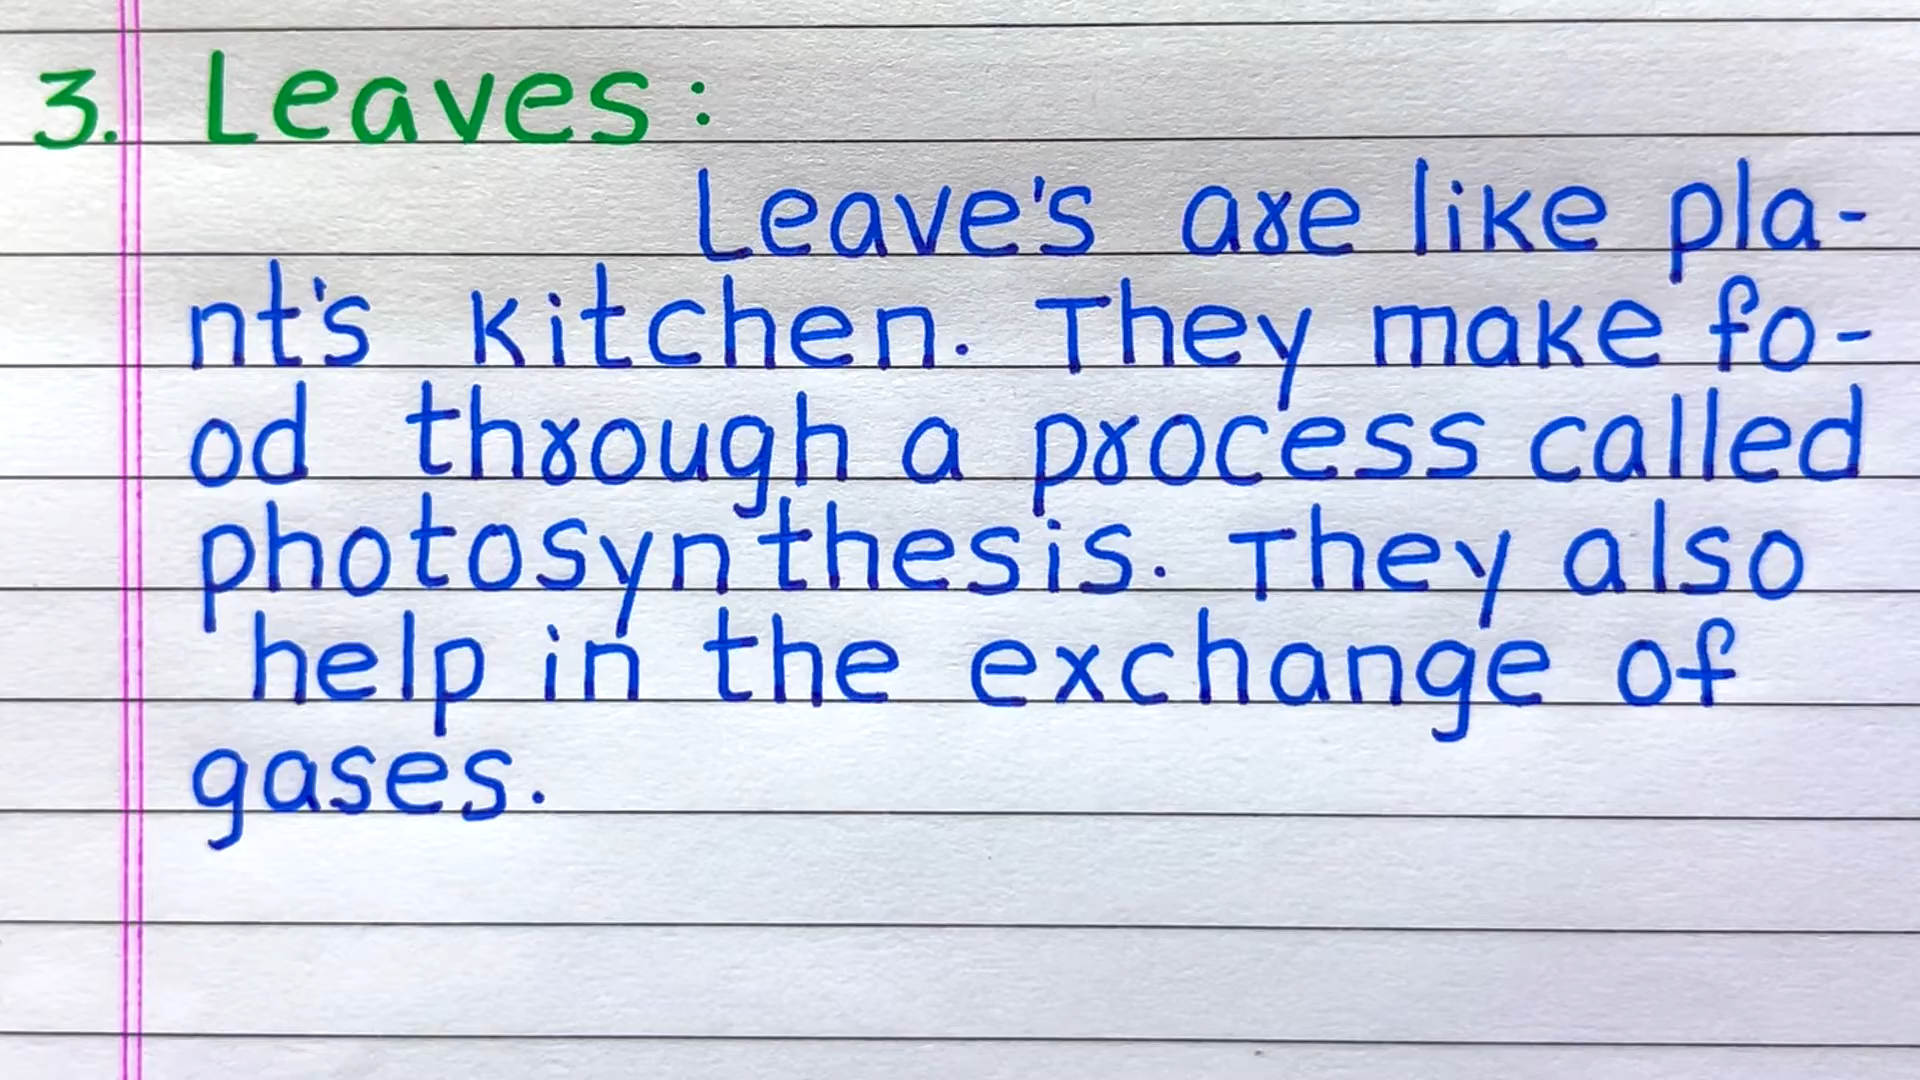 3. Leaves:
Leave's are like pla-
nt's kitchen. They make fo-
od through a process called
photosynthesis. They also
help in the exchange of
gases.